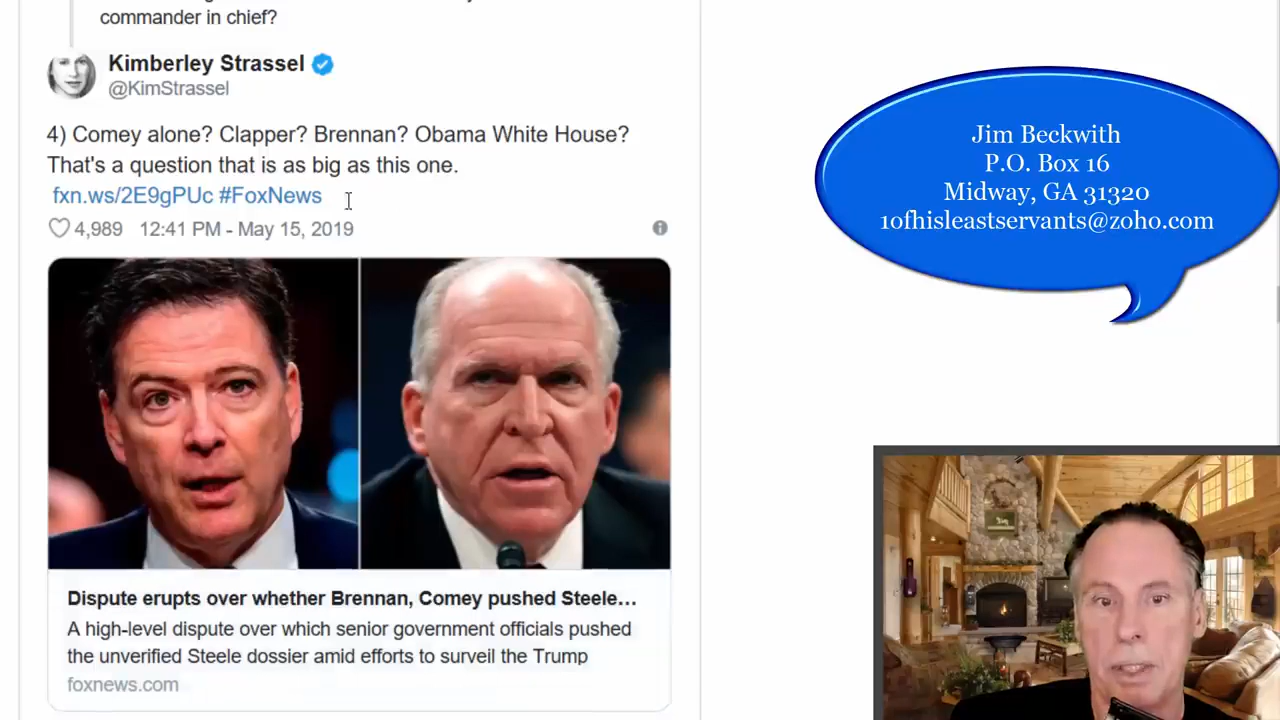 commander in chief?
Kimberley Strassel
@KimStrassel
4) Comey alone? Clapper? Brennan? Obama White House?
That's a question that is as big as this one.
fxn.ws/2E9gPUc #FoxNews
4,989 12:41 PM - May 15, 2019
Dispute erupts over whether Brennan, Comey pushed Steele…
A high-level dispute over which senior government officials pushed
the unverified Steele dossier amid efforts to surveil the Trump
foxnews.com
Jim Beckwith
P.O. Box 16
Midway, GA 31320
1ofhisleastservants@zoho.com